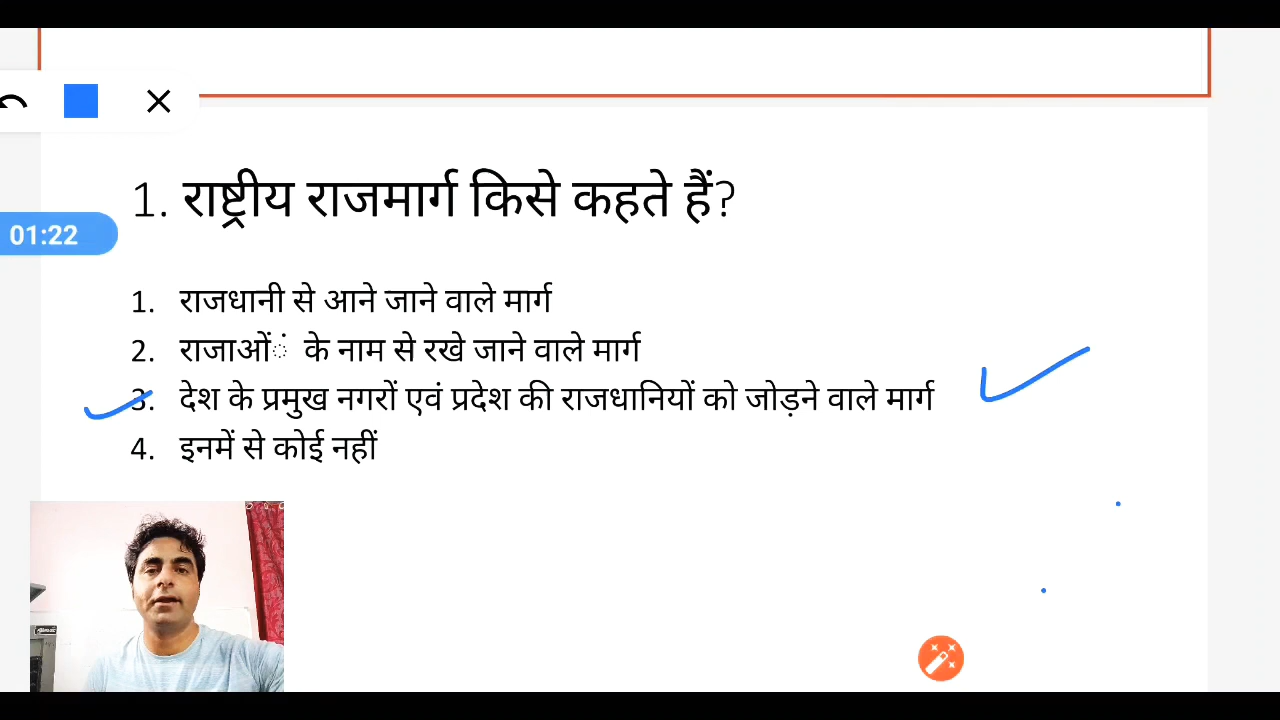 1. राष्ट्रीय राजमार्ग किसे कहते हैं?
01:22
1. राजधानी से आने जाने वाले मार्ग
2. राजाओंं के नाम से रखे जाने वाले मार्ग
3. देश के प्रमुख नगरों एवं प्रदेश की राजधानियों को जोड़ने वाले मार्ग
4. इनमें से कोई नहीं